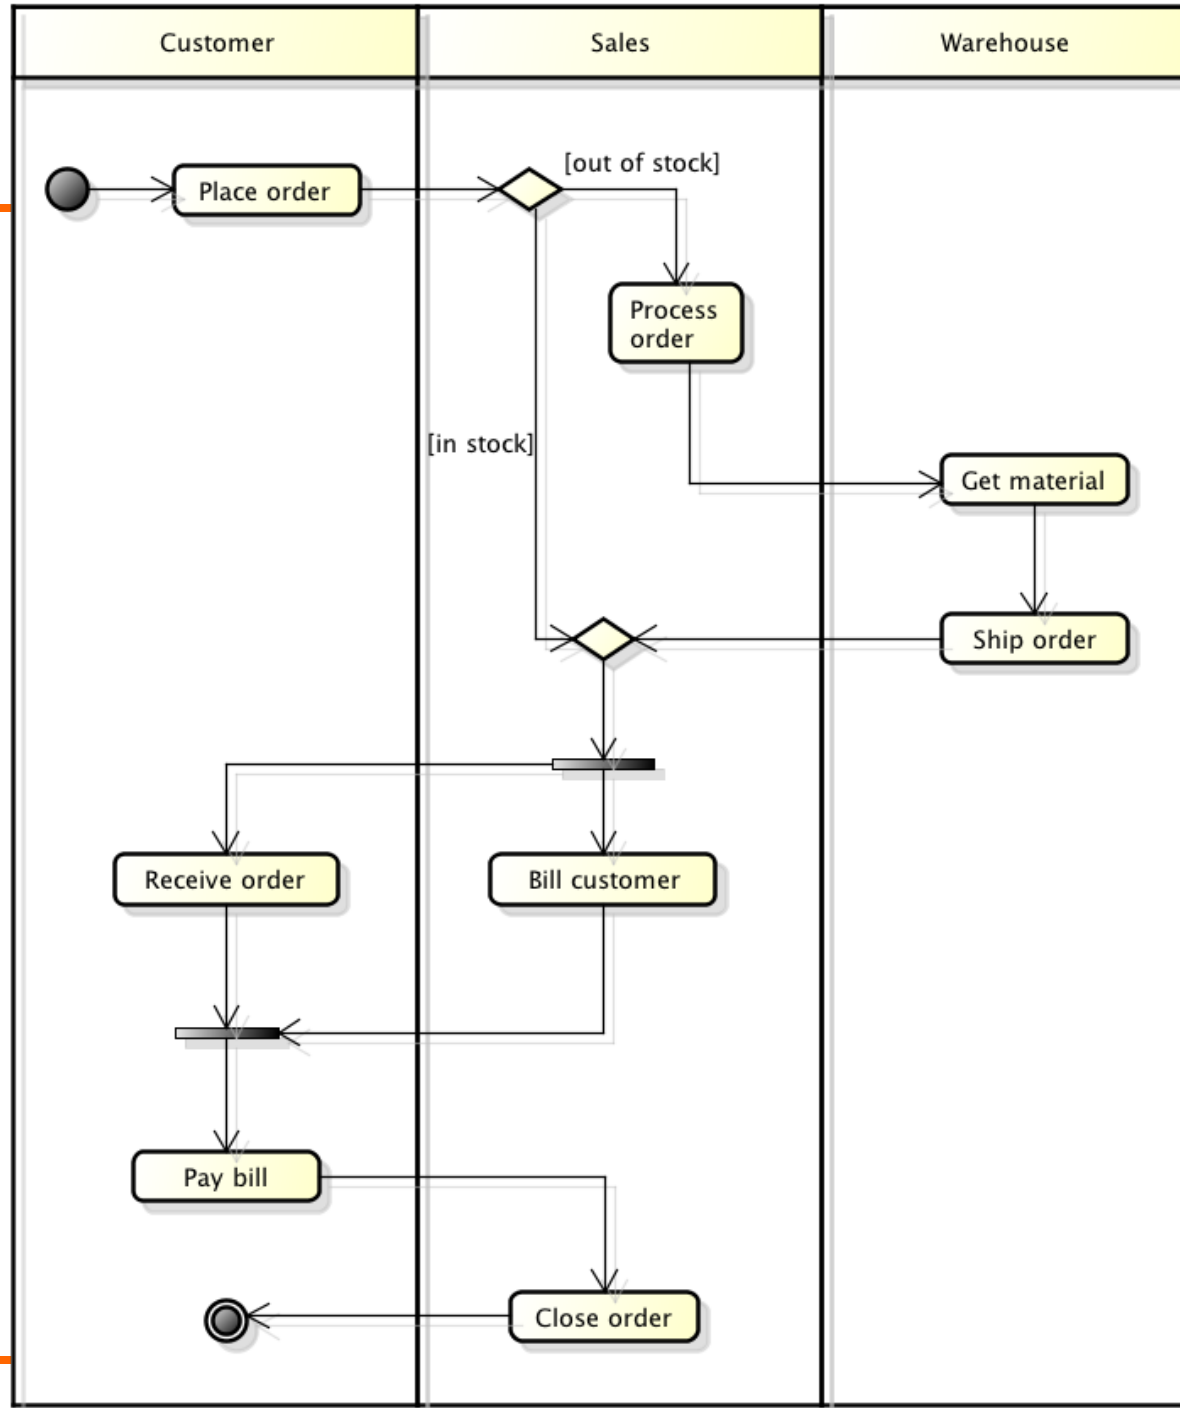 Customer
Sales
Warehouse
[out of stock]
Place order
Process
order
[in stock]
Get material
Ship order
Receive order
Bill customer
Pay bill
Close order